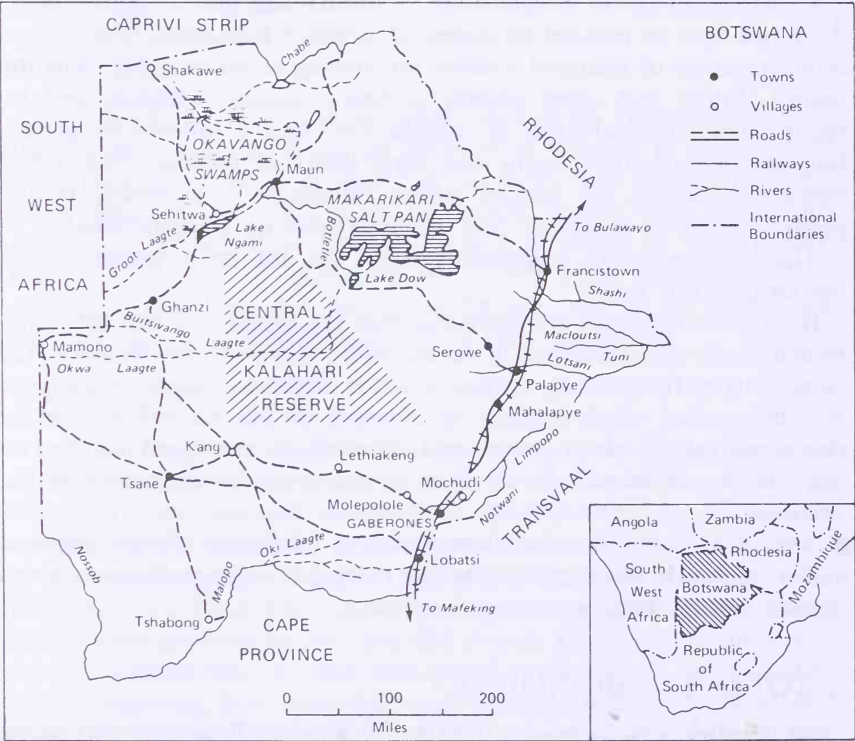 CAPRIVI STRIP
BOTSWANA
Towns
Villages
Roads
Railways
Rivers
International
Boundaries
Shakawe
Chabe
SOUTH
WEST
AFRICA
OKAVANGO
SWAMPS
Maun
RHODESIA
MAKARIKARI
SALT PAN
Sehitwa
Lake
Ngami
Botletle
To Bulawayo
Groot Laagte
Lake Dow
Francistown
Shashi
Ghanzi
CENTRAL
KALAHARI
RESERVE
Buitsivango
Laagte
Macloutsi
Mamono
Okwa Laagte
Serowe
Lotsani
Tuni
Palapye
Mahalapye
Kang
Lethiakeng
Limpopo
Tsane
Mochudi
Molepolole
GABERONES
Notwani
TRANSVAAL
Oki Laagte
Lobatsi
Nossob
Malopo
To Mafeking
Tshabong
CAPE
PROVINCE
0 100 200
Miles
Angola
Zambia
Rhodesia
Mozambique
South
West
Africa
Botswana
Republic
of
South Africa